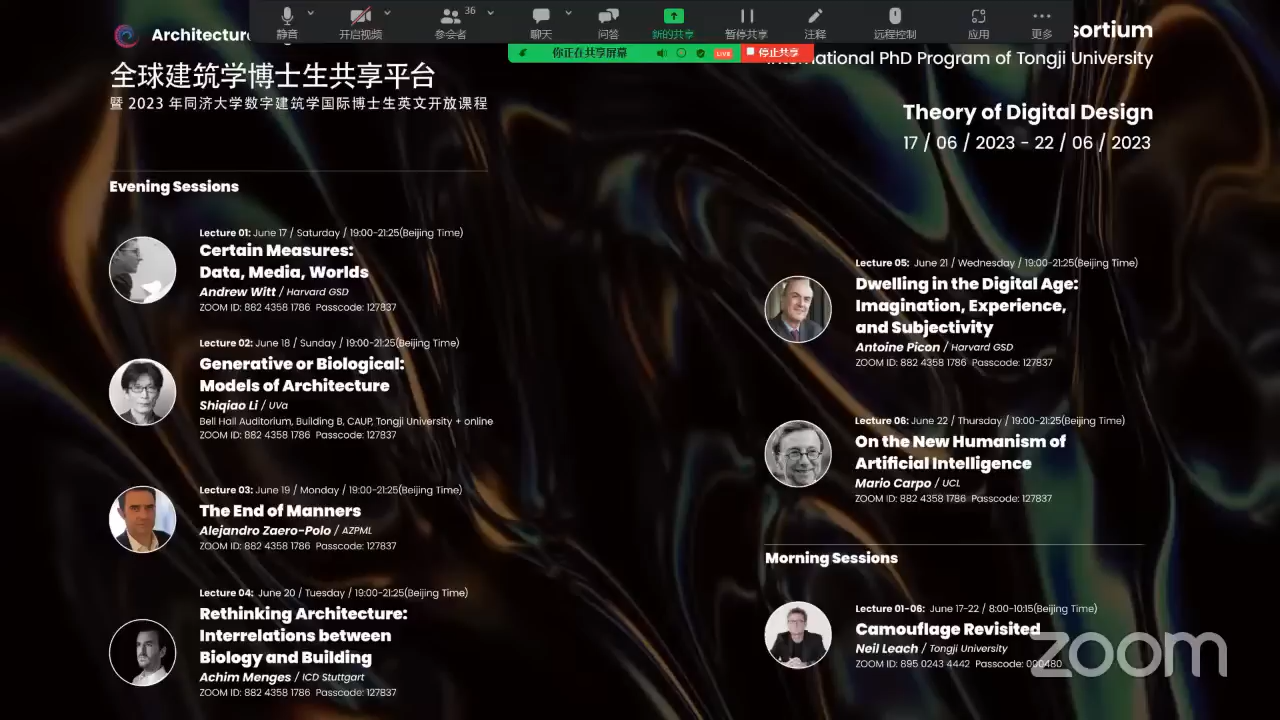 静音
开启视频
36
参会者
聊天
问答
新的共享
暂停共享
注释
远程控制
应用
更多
你正在共享屏幕
LIVE
停止共享
全球建筑学博士生共享平台
暨 2023 年同济大学数字建筑学国际博士生英文开放课程
PhD Program of Tongji University
Theory of Digital Design
17 / 06 / 2023 - 22 / 06 / 2023
Evening Sessions
Lecture 01: June 17 / Saturday / 19:00-21:25(Beijing Time)
Certain Measures:
Data, Media, Worlds
Andrew Witt / Harvard GSD
ZOOM ID: 882 4358 1786 Passcode: 127837
Lecture 02: June 18 / Sunday / 19:00-21:25(Beijing Time)
Generative or Biological:
Models of Architecture
Shiqiao Li / UVa
Bell Hall Auditorium, Building B, CAUP, Tongji University + online
ZOOM ID: 882 4358 1786 Passcode: 127837
Lecture 03: June 19 / Monday / 19:00-21:25(Beijing Time)
The End of Manners
Alejandro Zaero-Polo / AZPML
ZOOM ID: 882 4358 1786 Passcode: 127837
Lecture 04: June 20 / Tuesday / 19:00-21:25(Beijing Time)
Rethinking Architecture:
Interrelations between
Biology and Building
Achim Menges / ICD Stuttgart
ZOOM ID: 882 4358 1786 Passcode: 127837
Lecture 05: June 21 / Wednesday / 19:00-21:25(Beijing Time)
Dwelling in the Digital Age:
Imagination, Experience,
and Subjectivity
Antoine Picon / Harvard GSD
ZOOM ID: 882 4358 1786 Passcode: 127837
Lecture 06: June 22 / Thursday / 19:00-21:25(Beijing Time)
On the New Humanism of
Artificial Intelligence
Mario Carpo / UCL
ZOOM ID: 882 4358 1786 Passcode: 127837
Morning Sessions
Lecture 01-06: June 17-22 / 8:00-10:15(Beijing Time)
Camouflage Revisited
Neil Leach / Tongji University
ZOOM ID: 895 0243 4442 Passcode: 000480
zoom